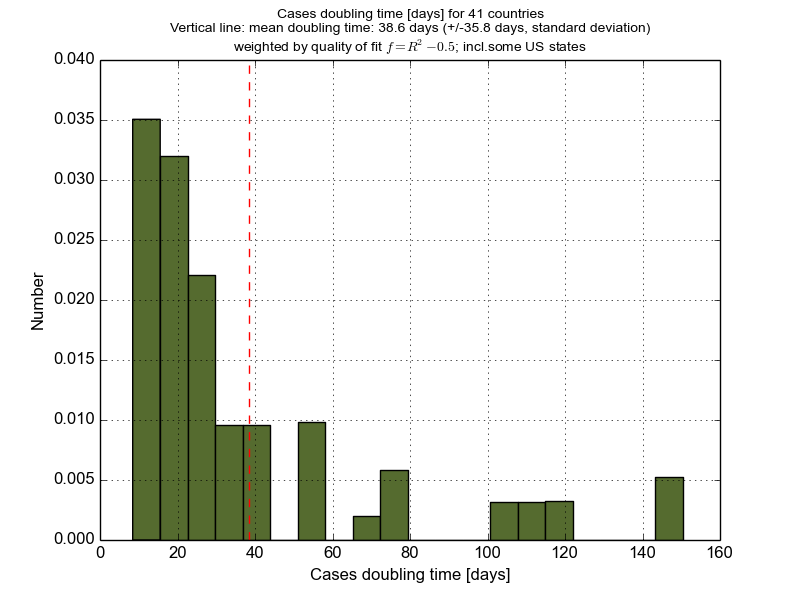 Cases doubling time [days] for 41 countries
Vertical line: mean doubling time: 38.6 days (+/-35.8 days, standard deviation)
weighted by quality of fit f = R² − 0.5; incl.some US states
0.040
0.035
0.030
0.025
0.020
0.015
0.010
0.005
0.000
Number
0 20 40 60 80 100 120 140 160
Cases doubling time [days]